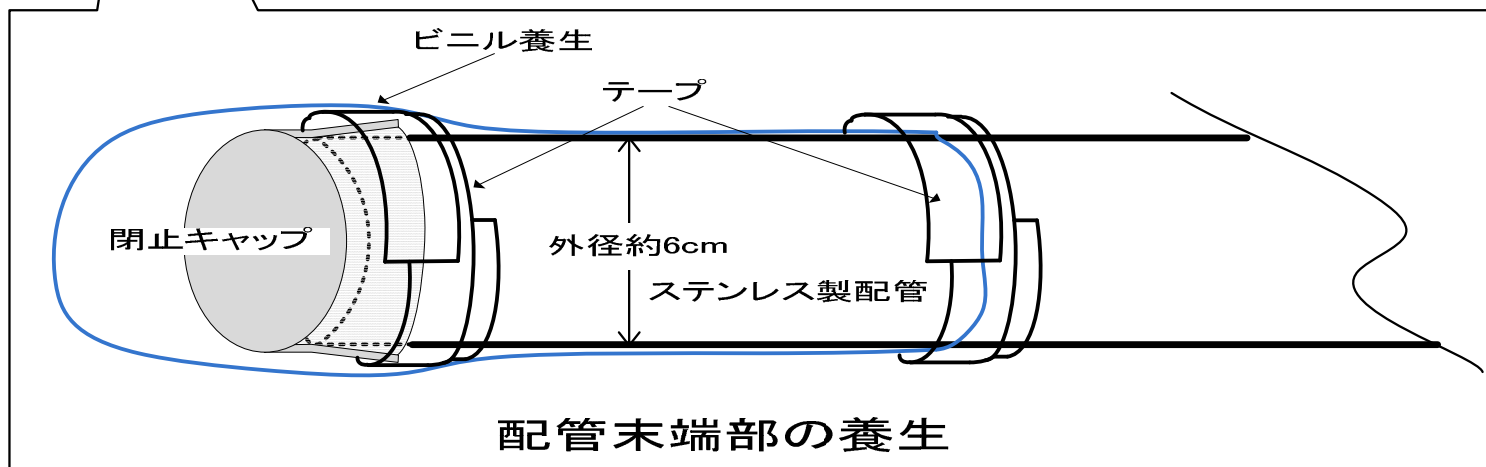 ビニル養生
テープ
閉止キャップ
外径約6cm
ステンレス製配管
配管末端部の養生